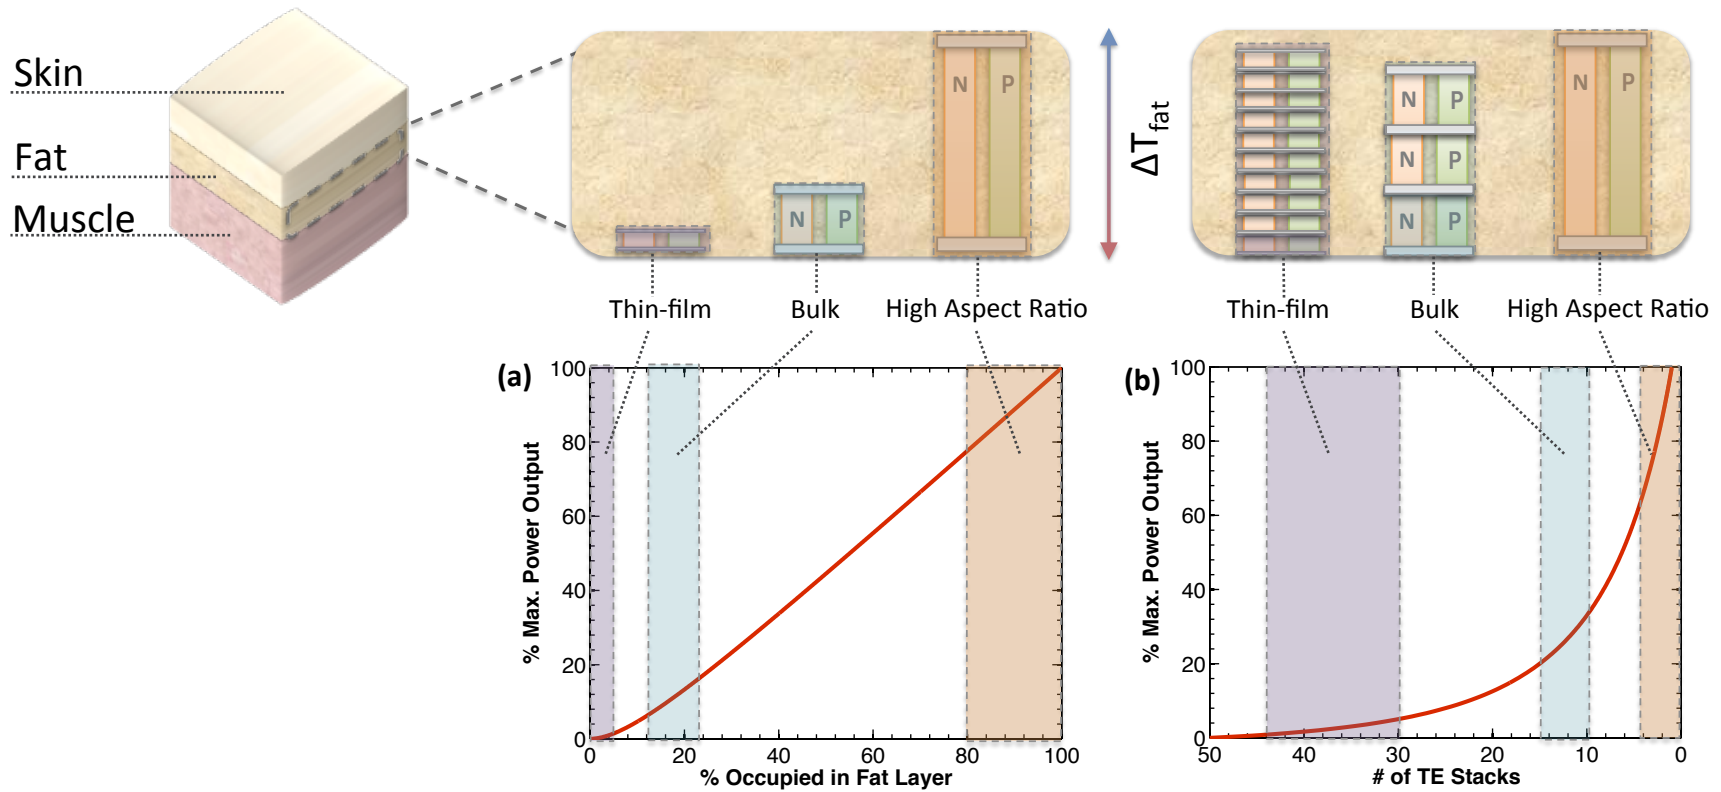 Skin
Fat
Muscle
N P
N P
ΔTfat
N P
N P
N P
N P
Thin-film Bulk High Aspect Ratio
Thin-film Bulk High Aspect Ratio
(a)
% Max. Power Output
100
80
60
40
20
0
0 20 40 60 80 100
% Occupied in Fat Layer
(b)
% Max. Power Output
100
80
60
40
20
0
50 40 30 20 10 0
# of TE Stacks